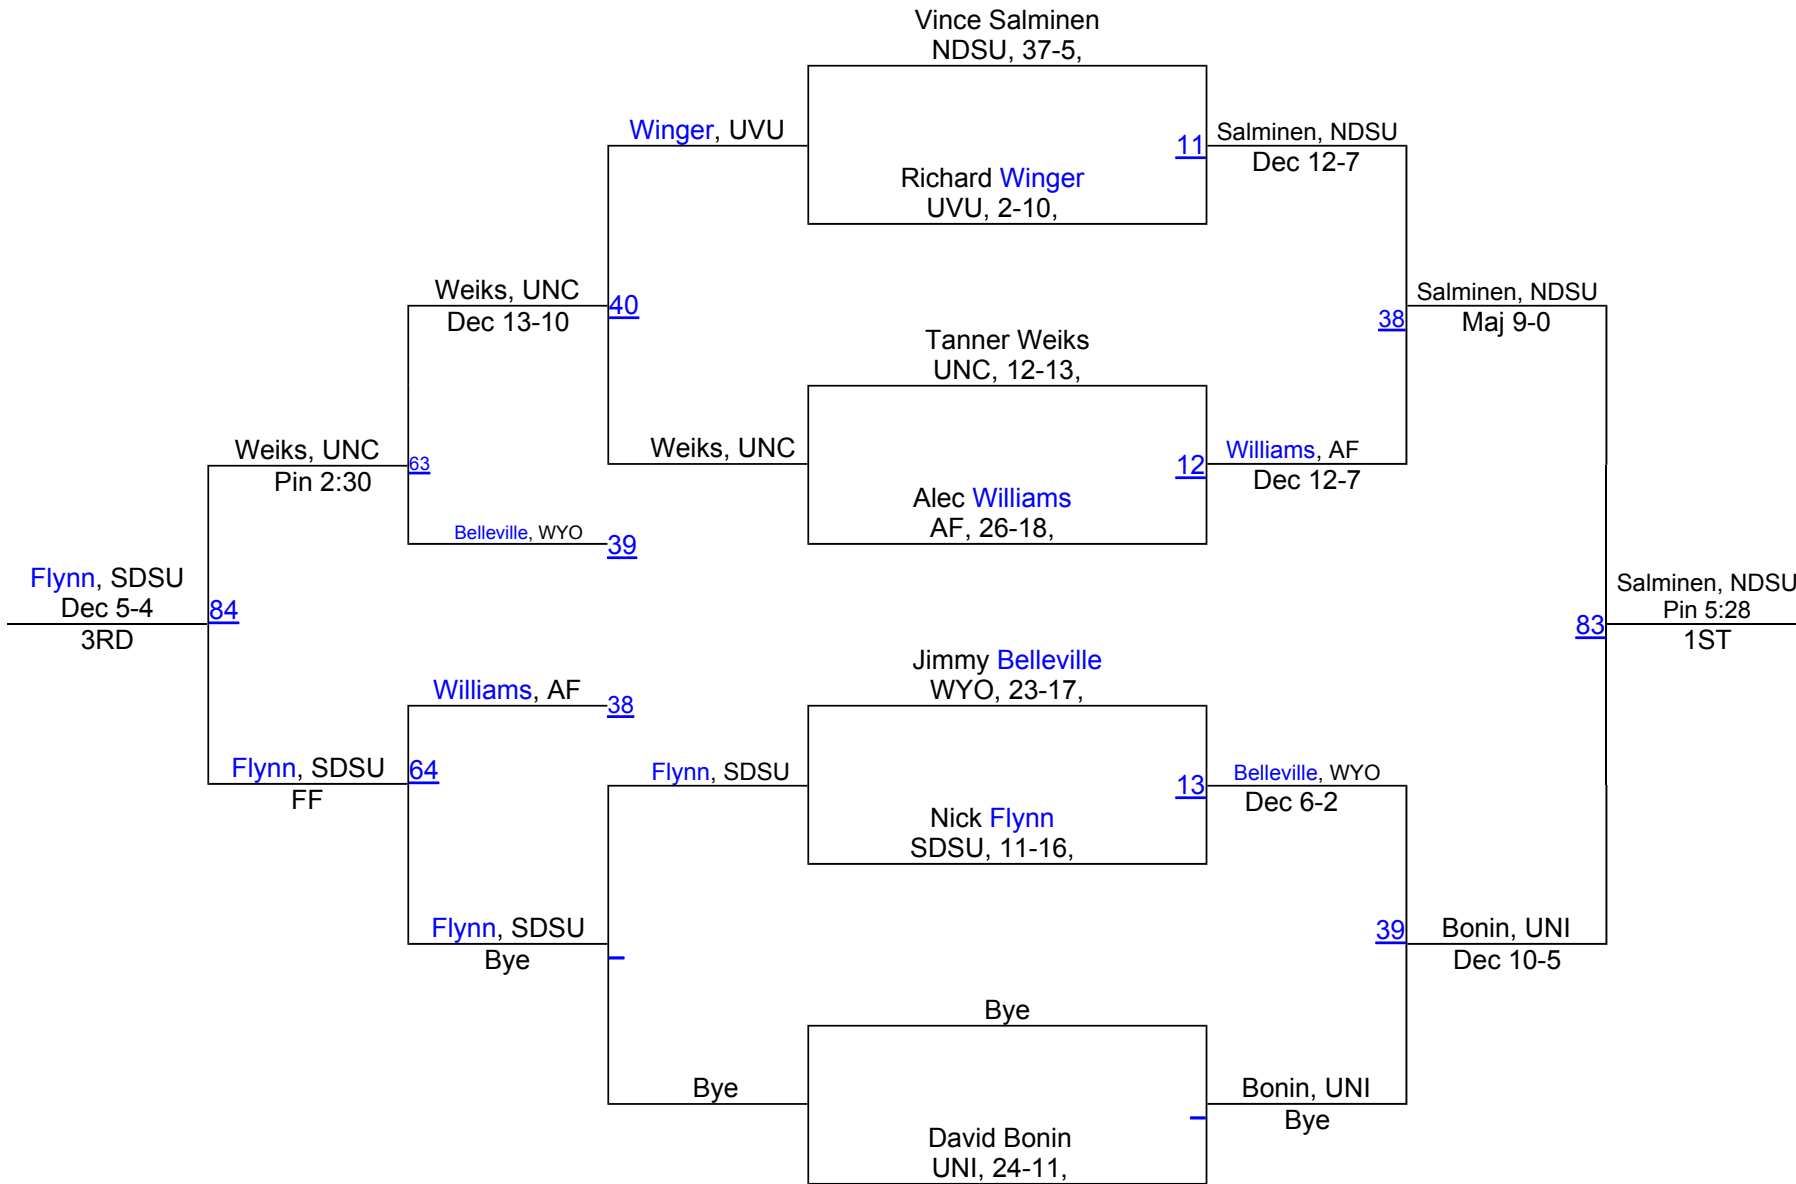 Vince Salminen
NDSU, 37-5,
Winger, UVU
11
Salminen, NDSU
Dec 12-7
Richard Winger
UVU, 2-10,
Weiks, UNC
Dec 13-10
40
Salminen, NDSU
Maj 9-0
38
Tanner Weiks
UNC, 12-13,
Weiks, UNC
Pin 2:30
63
Weiks, UNC
12
Williams, AF
Dec 12-7
Alec Williams
AF, 26-18,
Belleville, WYO
39
Flynn, SDSU
Dec 5-4
3RD
84
Salminen, NDSU
Pin 5:28
1ST
83
Jimmy Belleville
WYO, 23-17,
Williams, AF
38
Flynn, SDSU
FF
64
Flynn, SDSU
13
Belleville, WYO
Dec 6-2
Nick Flynn
SDSU, 11-16,
Flynn, SDSU
Bye
39
Bonin, UNI
Dec 10-5
Bye
Bye
Bonin, UNI
Bye
David Bonin
UNI, 24-11,